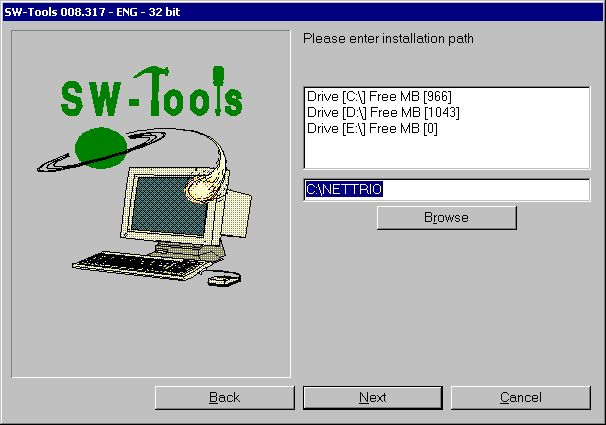 SW-Tools 008.317 - ENG - 32 bit
SW-Tools
Please enter installation path
Drive [C:\] Free MB [966]
Drive [D:\] Free MB [1043]
Drive [E:\] Free MB [0]
C:\NETTRIO
Browse
Back
Next
Cancel